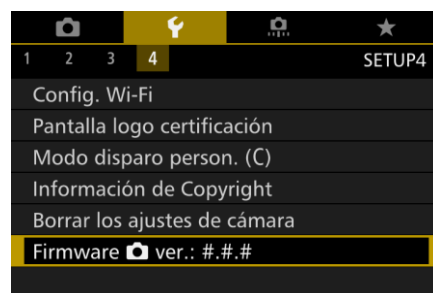 1 2 3 4 SETUP4
Config. Wi-Fi
Pantalla logo certificación
Modo disparo person. (C)
Información de Copyright
Borrar los ajustes de cámara
Firmware ver.: #.#.#